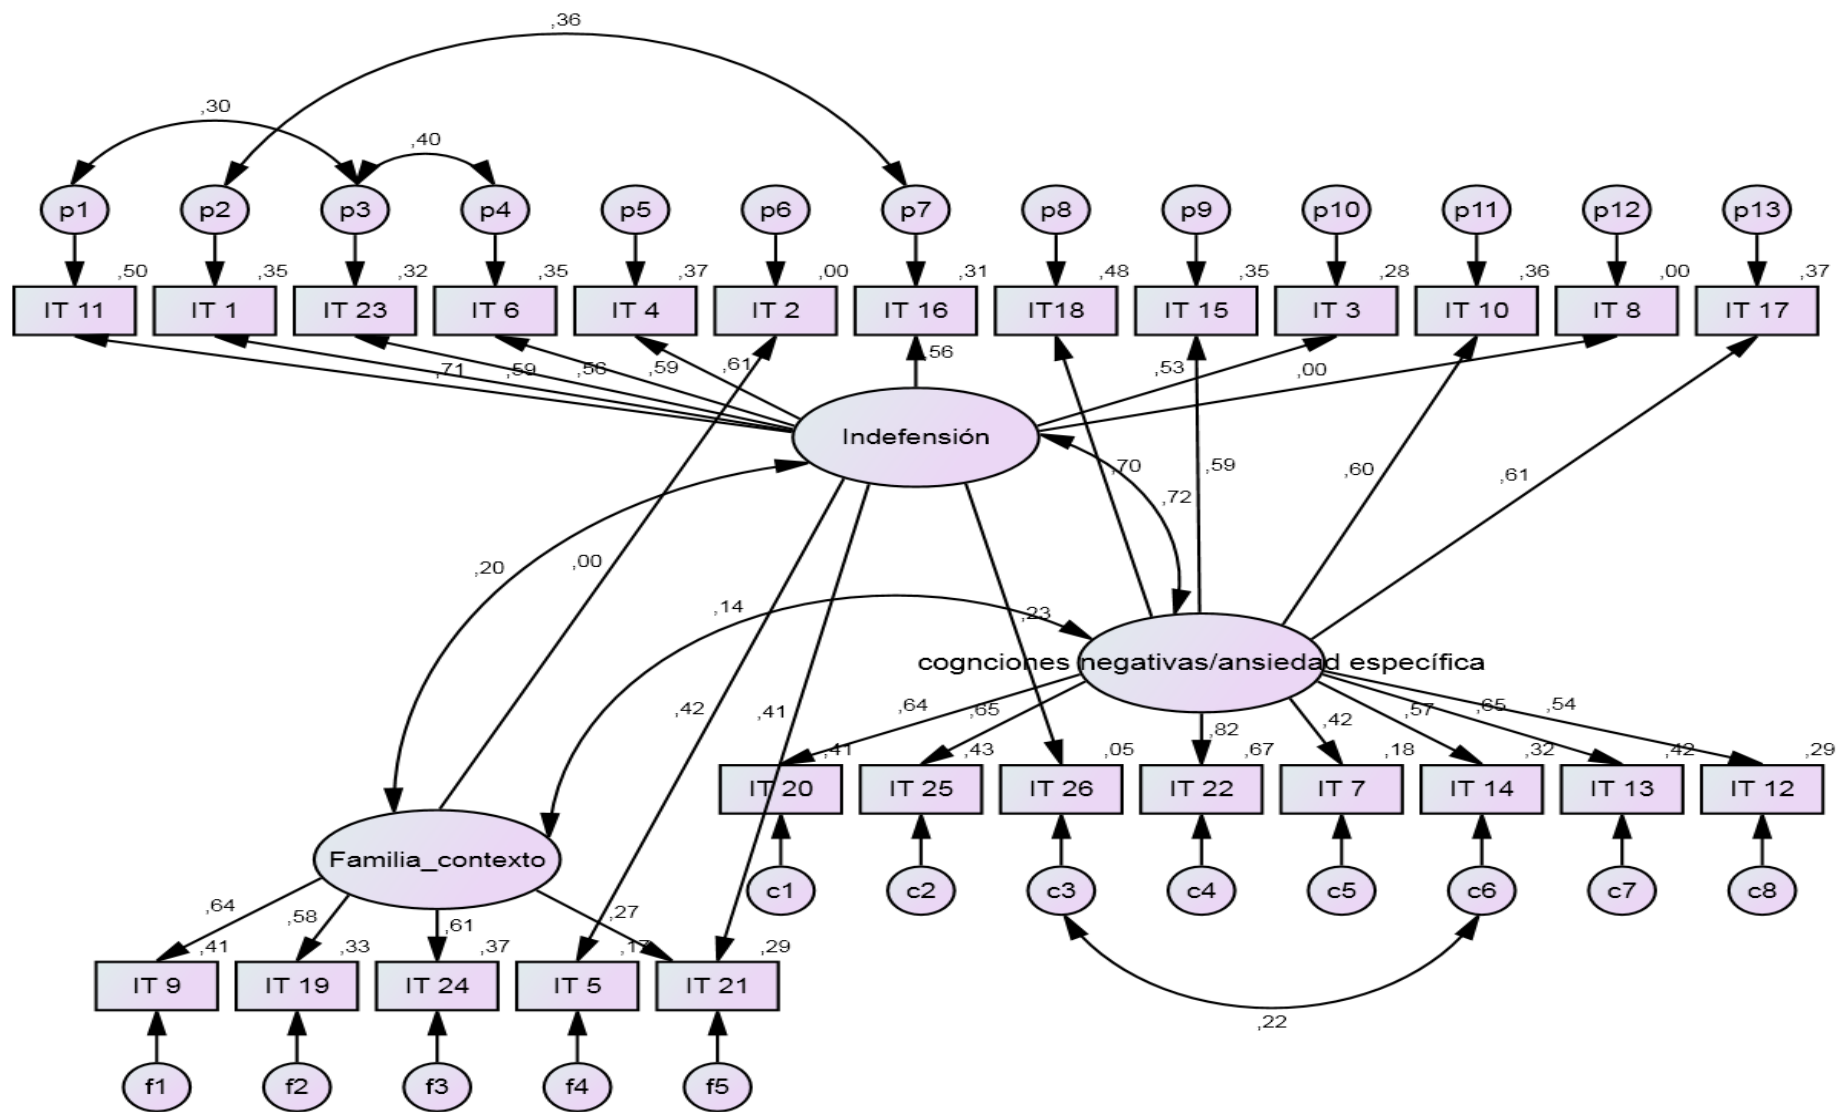 ,36
,30
,40
p1 p2 p3 p4 p5 p6 p7 p8 p9 p10 p11 p12 p13
,50 ,35 ,32 ,35 ,37 ,00 ,31 ,48 ,35 ,28 ,36 ,00 ,37
IT 11 IT 1 IT 23 IT 6 IT 4 IT 2 IT 16 IT18 IT 15 IT 3 IT 10 IT 8 IT 17
,56
,71 ,59 ,56 ,59 ,61 ,53 ,00
Indefensión
,70 ,59 ,60 ,61
,72
,20 ,00
,14 ,23
cognciones negativas/ansiedad específica
,42 ,41 ,64 ,65 ,82 ,42 ,57 ,65 ,54
,41 ,43 ,05 ,67 ,18 ,32 ,42 ,29
IT 20 IT 25 IT 26 IT 22 IT 7 IT 14 IT 13 IT 12
Familia_contexto
c1 c2 c3 c4 c5 c6 c7 c8
,64 ,58 ,61 ,27
,41 ,33 ,37 ,17 ,29
IT 9 IT 19 IT 24 IT 5 IT 21
,22
f1 f2 f3 f4 f5